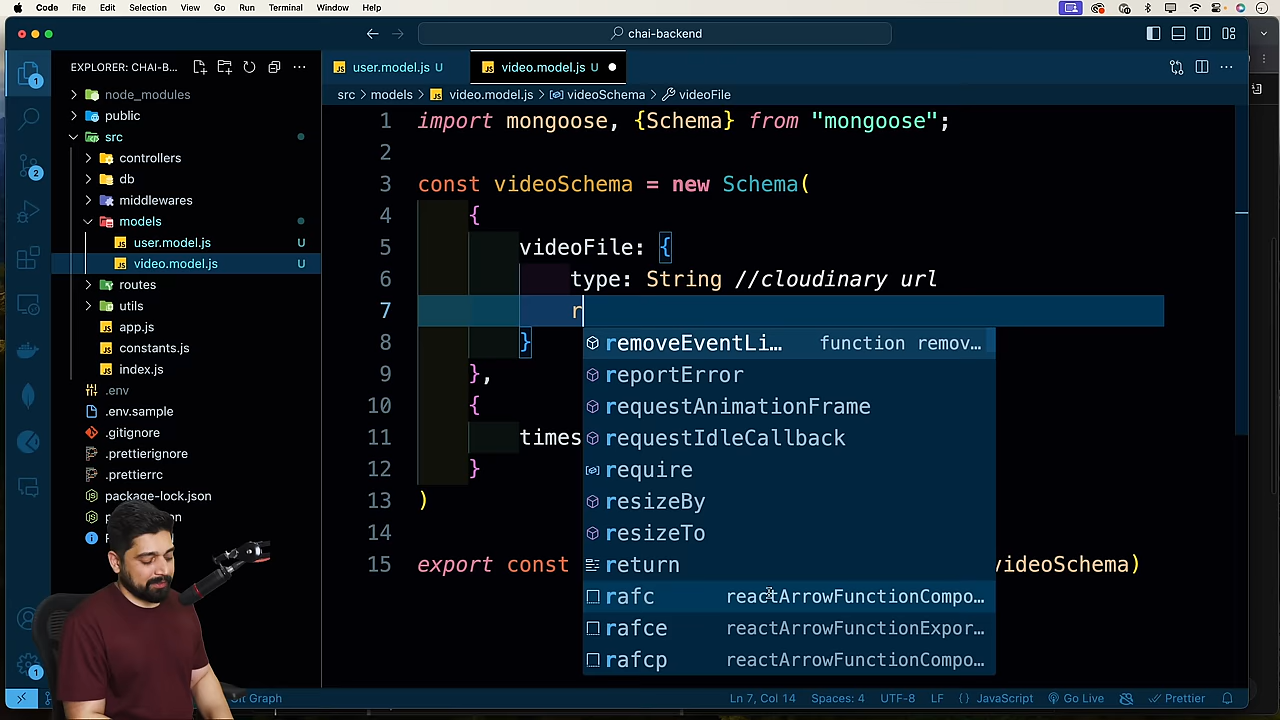 Code File Edit Selection View Go Run Terminal Window Help
chai-backend
EXPLORER: CHAI-B...
user.model.js U
video.model.js U
src > models > video.model.js > videoSchema > videoFile
node_modules
public
src
controllers
db
middlewares
models
user.model.js U
video.model.js U
routes
utils
app.js
constants.js
index.js
.env
.env.sample
.gitignore
.prettierignore
.prettierrc
package-lock.json
1 import mongoose, {Schema} from "mongoose";
2
3 const videoSchema = new Schema(
4 {
5 videoFile: {
6 type: String //cloudinary url
7 r
8 }
9 },
10 {
11 times
12 }
13 )
14
15 export const videoSchema)
removeEventLi... function remov...
reportError
requestAnimationFrame
requestIdleCallback
require
resizeBy
resizeTo
return
rafc reactArrowFunctionCompo...
rafce reactArrowFunctionExpor...
rafcp reactArrowFunctionCompo...
1
2
1
Git Graph
Ln 7, Col 14 Spaces: 4 UTF-8 LF {} JavaScript Go Live Prettier